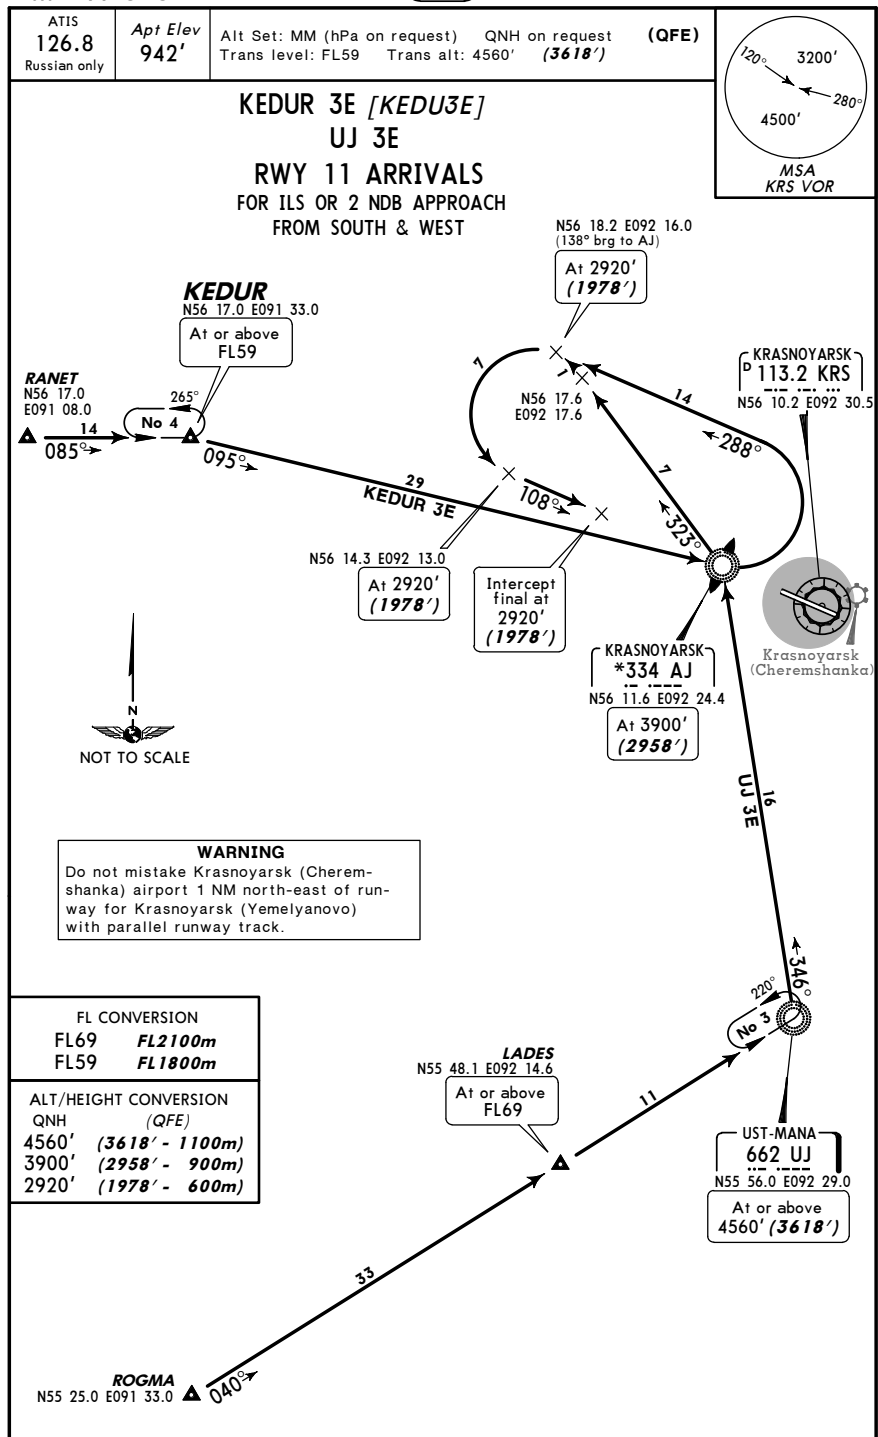 ATIS
126.8
Russian only
Apt Elev
942'
Alt Set: MM (hPa on request) QNH on request (QFE)
Trans level: FL59 Trans alt: 4560' (3618')
120°
3200'
280°
4500'
MSA
KRS VOR
KEDUR 3E [KEDU3E]
UJ 3E
RWY 11 ARRIVALS
FOR ILS OR 2 NDB APPROACH
FROM SOUTH & WEST
N56 18.2 E092 16.0
(138° brg to AJ)
At 2920'
(1978')
KEDUR
N56 17.0 E091 33.0
At or above
FL59
RANET
N56 17.0
E091 08.0
14
085°
265°
No 4
095°
29
KEDUR 3E
7
1
N56 17.6
E092 17.6
14
288°
7
323°
108°
KRASNOYARSK
D 113.2 KRS
N56 10.2 E092 30.5
N56 14.3 E092 13.0
At 2920'
(1978')
Intercept
final at
2920'
(1978')
KRASNOYARSK
*334 AJ
N56 11.6 E092 24.4
At 3900'
(2958')
Krasnoyarsk
(Cheremshanka)
N
NOT TO SCALE
16
UJ 3E
WARNING
Do not mistake Krasnoyarsk (Cherem-
shanka) airport 1 NM north-east of run-
way for Krasnoyarsk (Yemelyanovo)
with parallel runway track.
346°
220°
No 3
FL CONVERSION
FL69 FL2100m
FL59 FL1800m
ALT/HEIGHT CONVERSION
QNH (QFE)
4560' (3618' - 1100m)
3900' (2958' - 900m)
2920' (1978' - 600m)
LADES
N55 48.1 E092 14.6
At or above
FL69
11
UST-MANA
662 UJ
N55 56.0 E092 29.0
At or above
4560' (3618')
33
ROGMA
N55 25.0 E091 33.0
040°